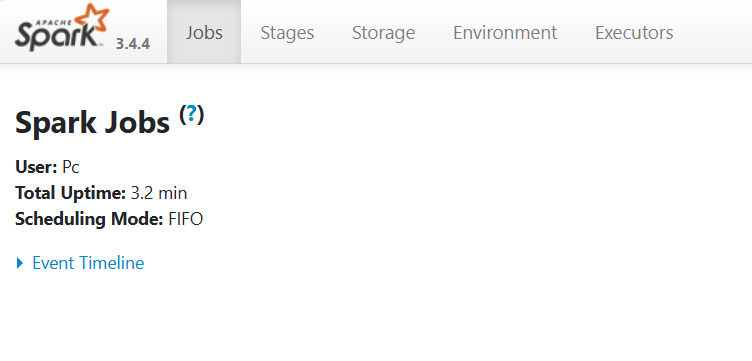 APACHE
Spark 3.4.4 Jobs Stages Storage Environment Executors
Spark Jobs (?)
User: Pc
Total Uptime: 3.2 min
Scheduling Mode: FIFO
Event Timeline